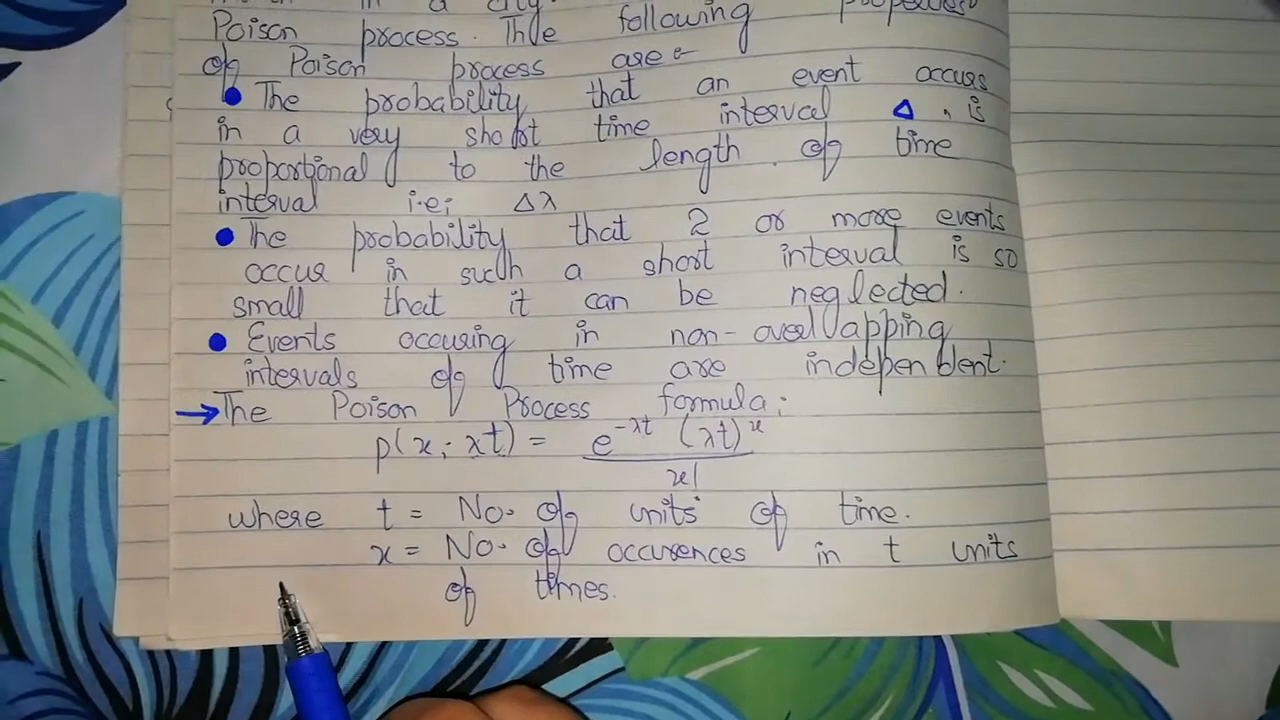 in a city.
Poison process. The following properties
of Poison process are :-
• The probability that an event occurs
in a very short time interval Δ, is
proportional to the length of time
interval i.e; Δλ
• The probability that 2 or more events
occur in such a short interval is so
small that it can be neglected.
• Events occusing in non-overlapping
intervals of time are independent.
→ The Poison Process formula:
p(x; λt) = e^-λt (λt)^x
x!
where t = No. of units of time.
x = No. of occurences in t units
of times.